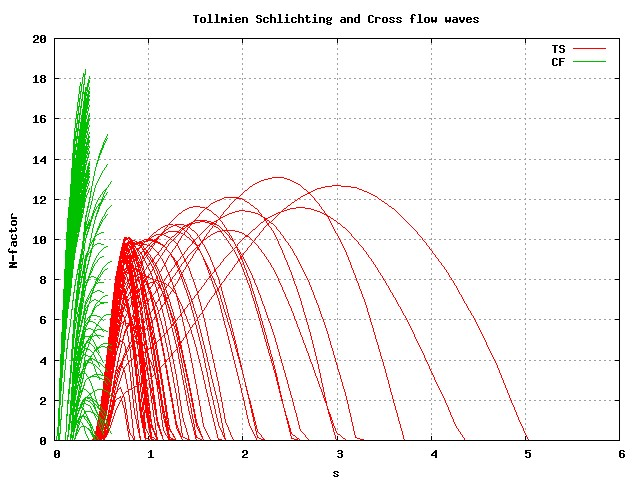 Tollmien Schlichting and Cross flow waves
TS
CF
20
18
16
14
12
10
8
6
4
2
0
N-factor
0 1 2 3 4 5 6
s